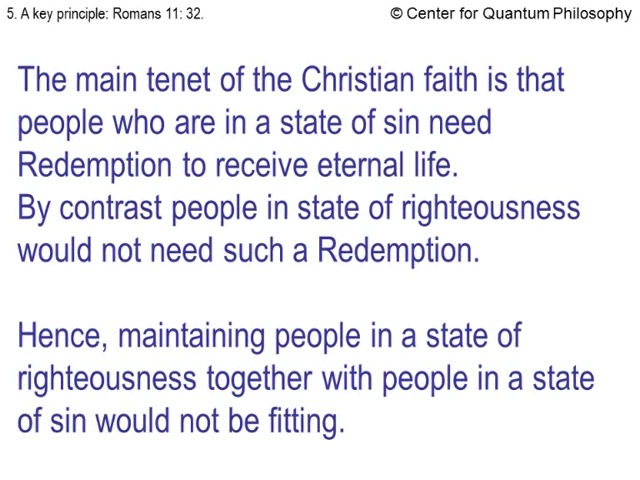 5. A key principle: Romans 11: 32.
© Center for Quantum Philosophy
The main tenet of the Christian faith is that
people who are in a state of sin need
Redemption to receive eternal life.
By contrast people in state of righteousness
would not need such a Redemption.
Hence, maintaining people in a state of
righteousness together with people in a state
of sin would not be fitting.